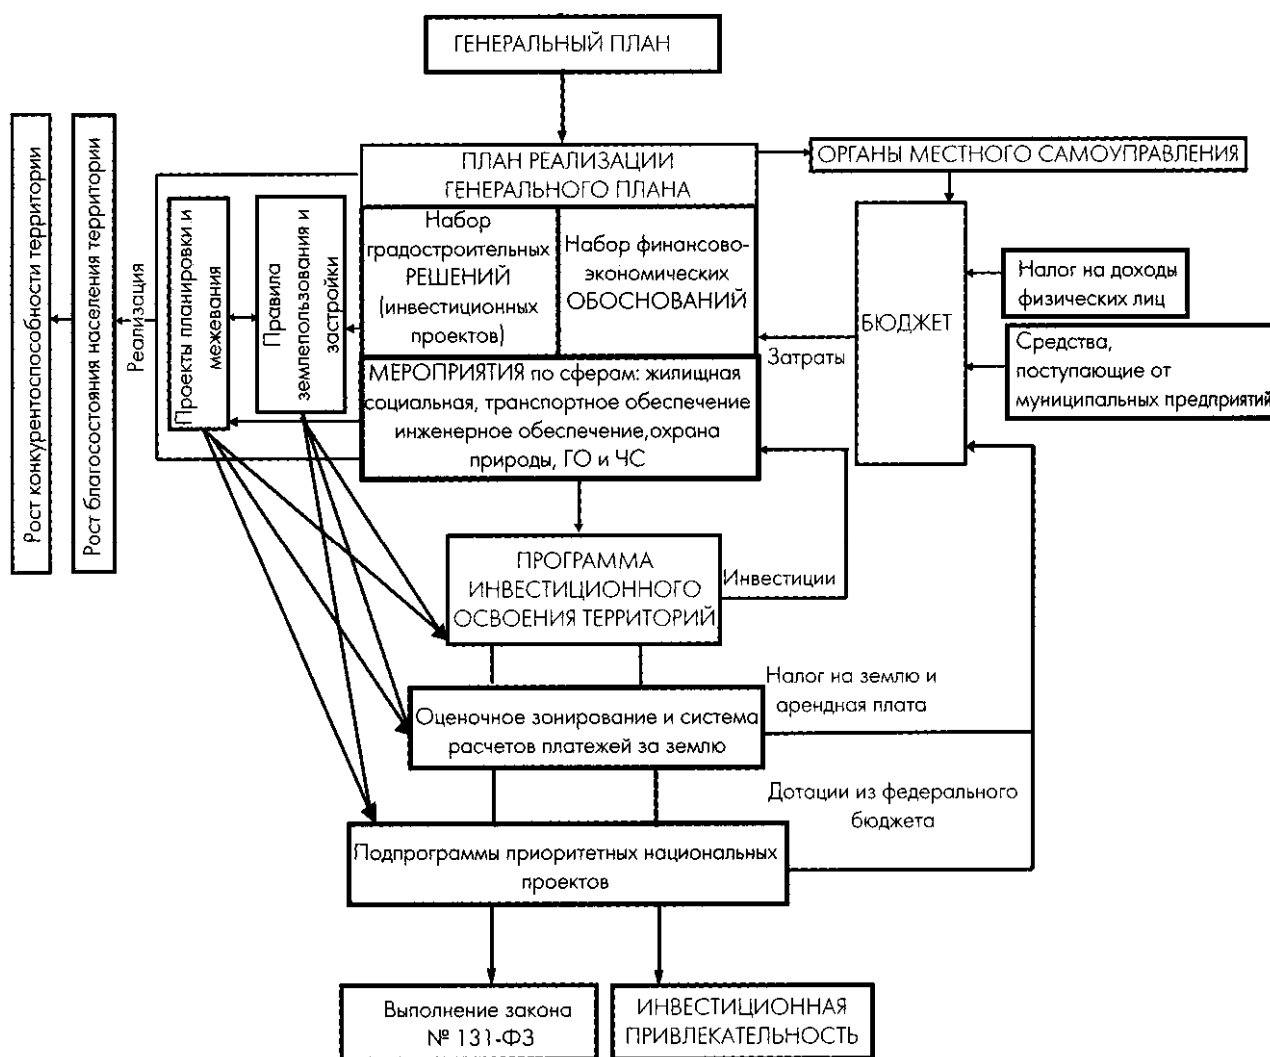 ГЕНЕРАЛЬНЫЙ ПЛАН
ПЛАН РЕАЛИЗАЦИИ
ГЕНЕРАЛЬНОГО ПЛАНА
ОРГАНЫ МЕСТНОГО САМОУПРАВЛЕНИЯ
Рост конкурентоспособности территории
Рост благосостояния населения территории
Реализация
Проекты планировки и
межевания
Правила
землепользования и
застройки
Набор
градостроительных
РЕШЕНИЙ
(инвестиционных
проектов)
Набор финансово-
экономических
ОБОСНОВАНИЙ
Затраты
БЮДЖЕТ
Налог на доходы
физических лиц
Средства,
поступающие от
муниципальных предприятий
МЕРОПРИЯТИЯ по сферам: жилищная
социальная, транспортное обеспечение
инженерное обеспечение,охрана
природы, ГО и ЧС
ПРОГРАММА
ИНВЕСТИЦИОННОГО
ОСВОЕНИЯ ТЕРРИТОРИЙ
Инвестиции
Налог на землю и
арендная плата
Оценочное зонирование и система
расчетов платежей за землю
Дотации из федерального
бюджета
Подпрограммы приоритетных национальных
проектов
Выполнение закона
№ 131-ФЗ
ИНВЕСТИЦИОННАЯ
ПРИВЛЕКАТЕЛЬНОСТЬ